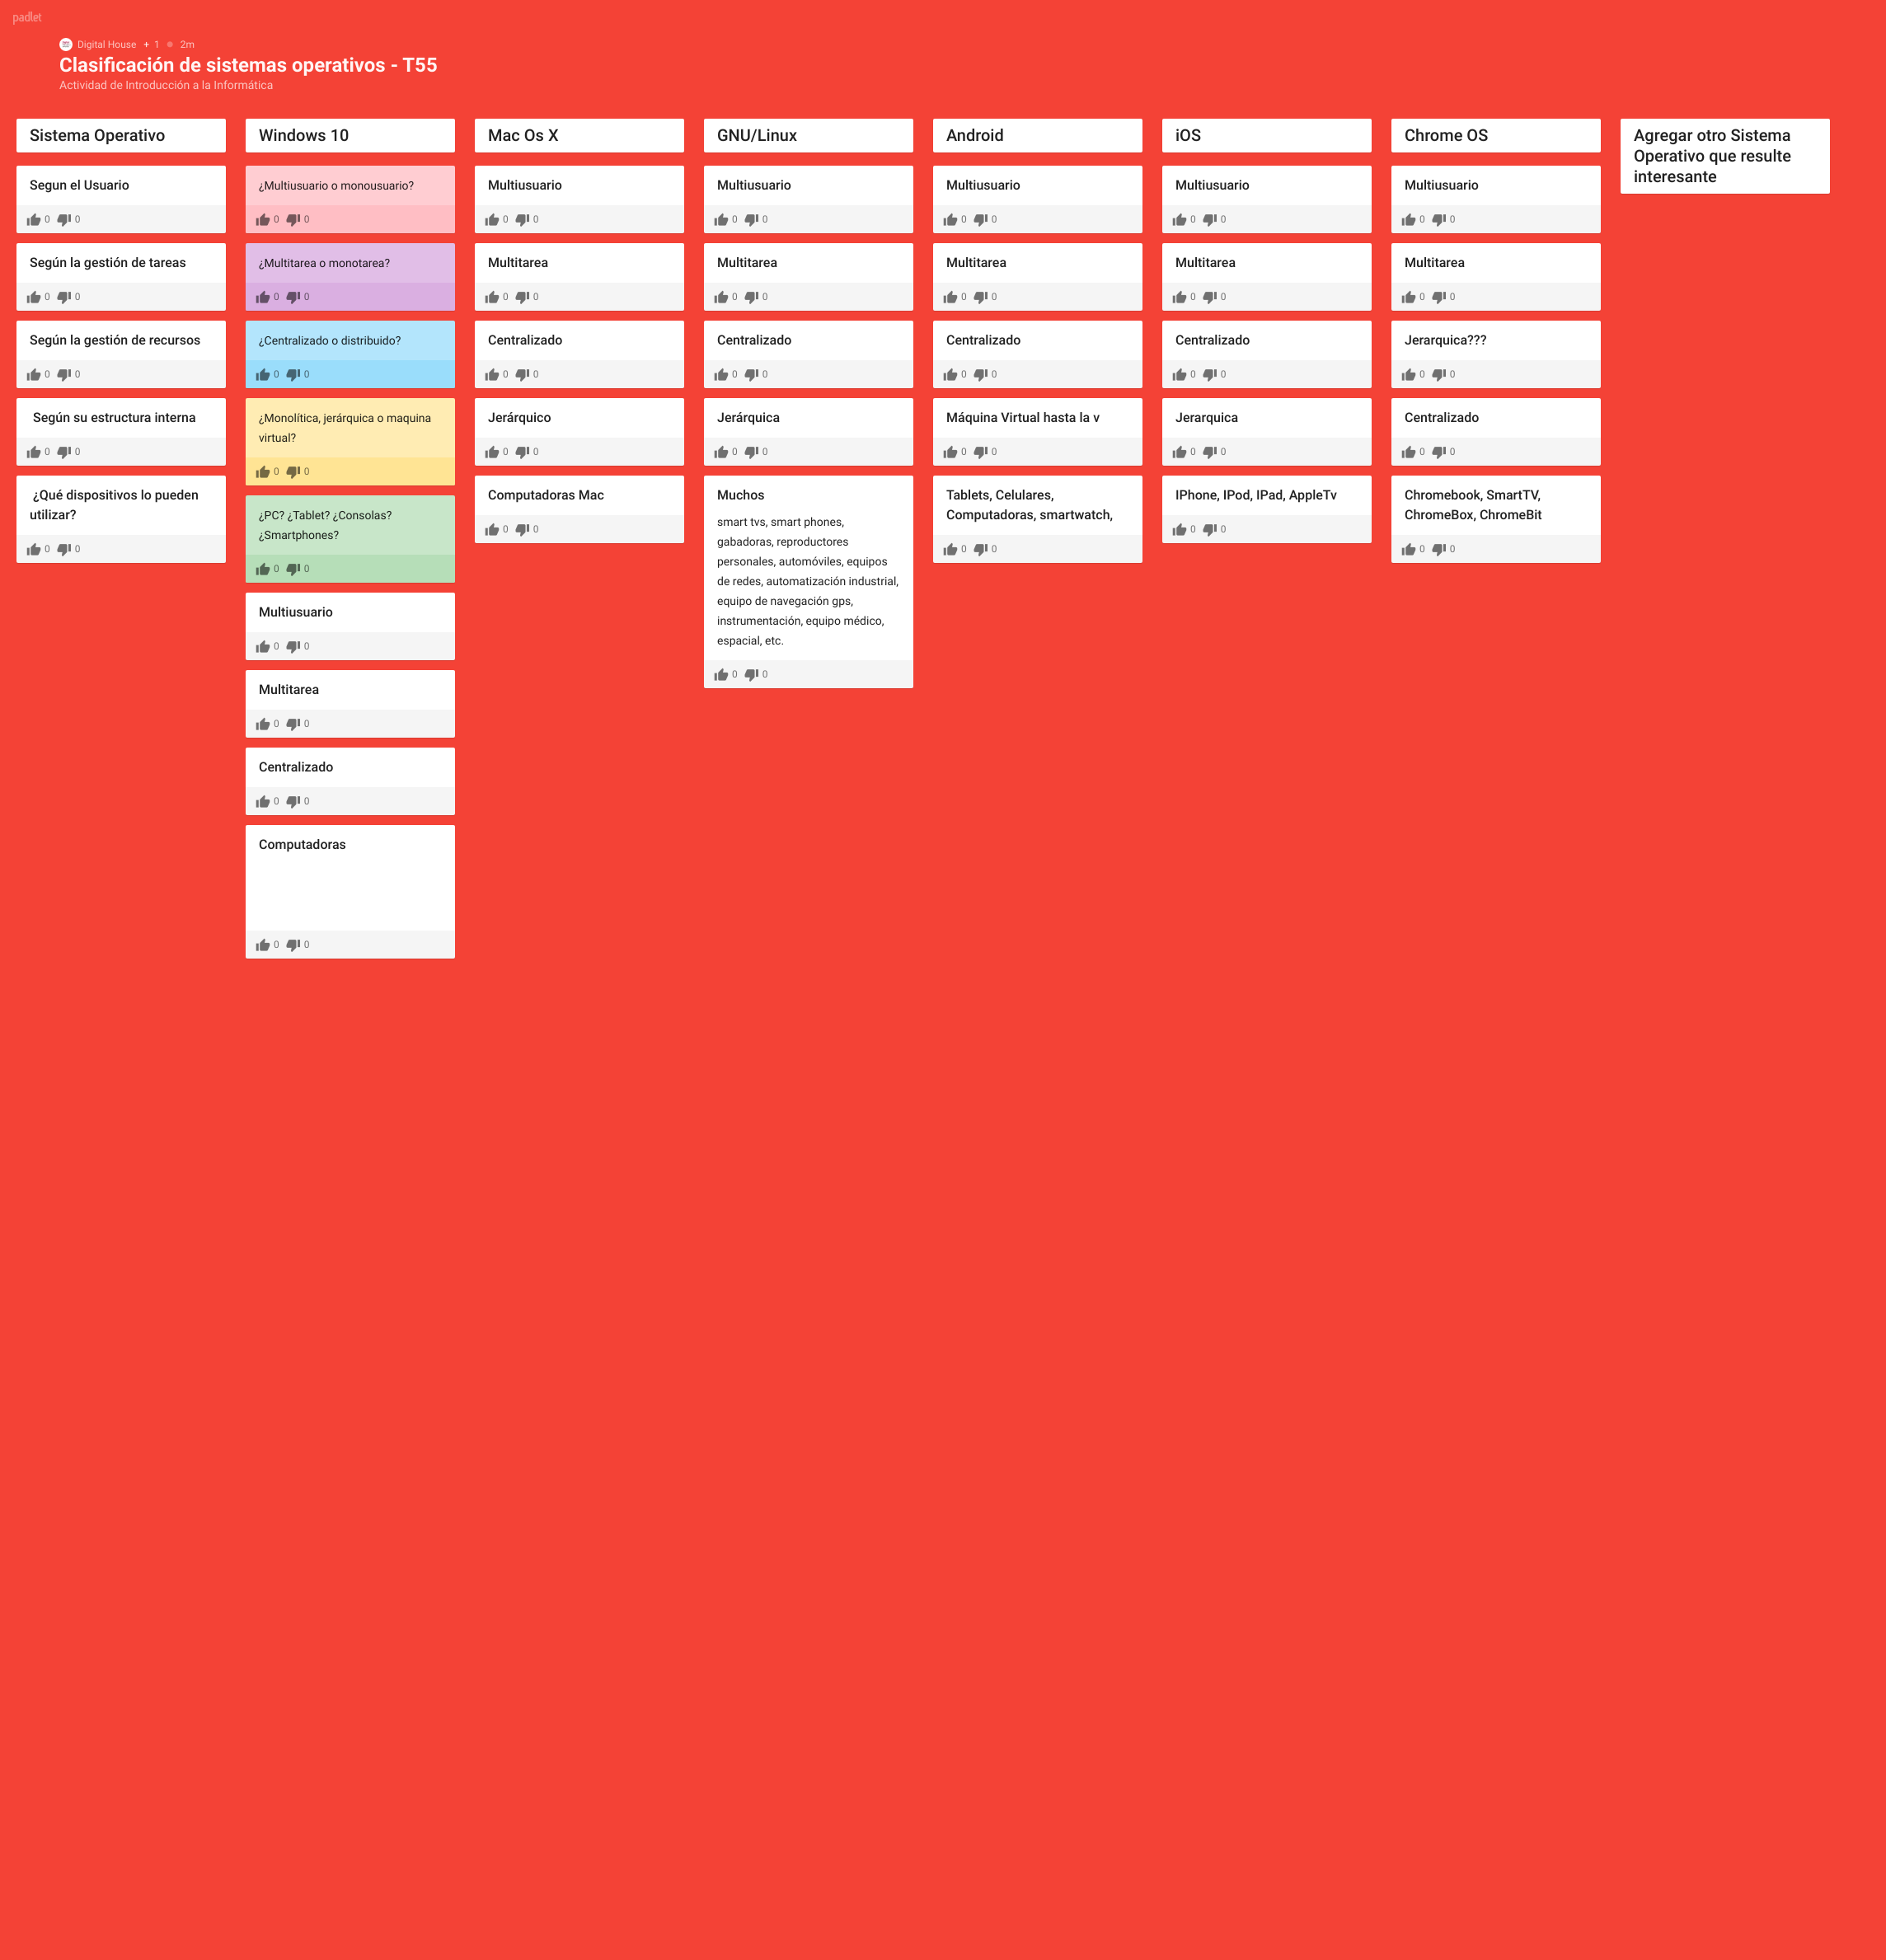 padlet
Digital House + 1 • 2m
Clasificación de sistemas operativos - T55
Actividad de Introducción a la Informática
Sistema Operativo
Segun el Usuario
0 0
Según la gestión de tareas
0 0
Según la gestión de recursos
0 0
Según su estructura interna
0 0
¿Qué dispositivos lo pueden
utilizar?
0 0
Windows 10
¿Multiusuario o monousuario?
0 0
¿Multitarea o monotarea?
0 0
¿Centralizado o distribuido?
0 0
¿Monolítica, jerárquica o maquina
virtual?
0 0
¿PC? ¿Tablet? ¿Consolas?
¿Smartphones?
0 0
Multiusuario
0 0
Multitarea
0 0
Centralizado
0 0
Computadoras
0 0
Mac Os X
Multiusuario
0 0
Multitarea
0 0
Centralizado
0 0
Jerárquico
0 0
Computadoras Mac
0 0
GNU/Linux
Multiusuario
0 0
Multitarea
0 0
Centralizado
0 0
Jerárquica
0 0
Muchos
smart tvs, smart phones,
gabadoras, reproductores
personales, automóviles, equipos
de redes, automatización industrial,
equipo de navegación gps,
instrumentación, equipo médico,
espacial, etc.
0 0
Android
Multiusuario
0 0
Multitarea
0 0
Centralizado
0 0
Máquina Virtual hasta la v
0 0
Tablets, Celulares,
Computadoras, smartwatch,
0 0
iOS
Multiusuario
0 0
Multitarea
0 0
Centralizado
0 0
Jerarquica
0 0
IPhone, IPod, IPad, AppleTv
0 0
Chrome OS
Multiusuario
0 0
Multitarea
0 0
Jerarquica???
0 0
Centralizado
0 0
Chromebook, SmartTV,
ChromeBox, ChromeBit
0 0
Agregar otro Sistema
Operativo que resulte
interesante